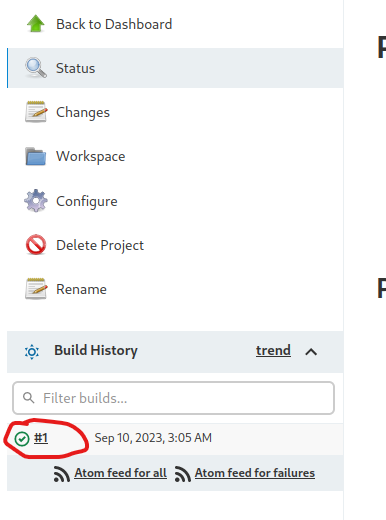 Back to Dashboard
Status
Changes
Workspace
Configure
Delete Project
Rename
Build History trend
Filter builds...
#1 Sep 10, 2023, 3:05 AM
Atom feed for all Atom feed for failures